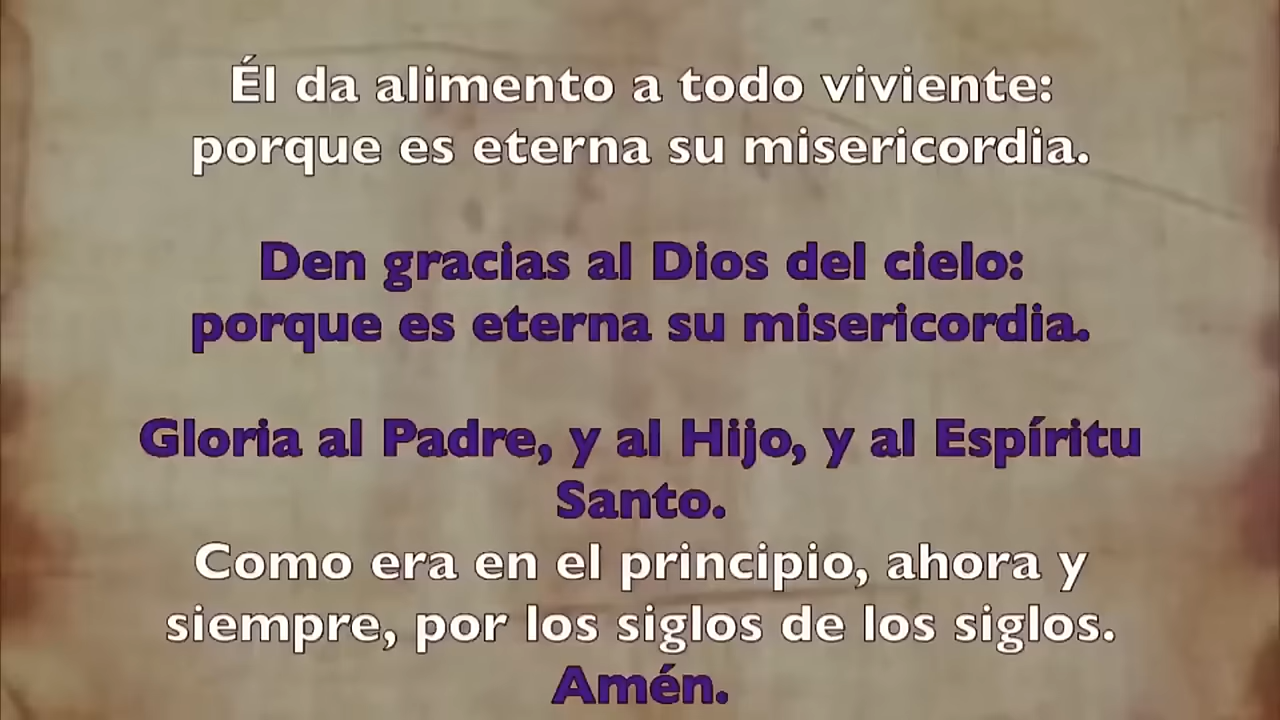 Él da alimento a todo viviente:
porque es eterna su misericordia.
Den gracias al Dios del cielo:
porque es eterna su misericordia.
Gloria al Padre, y al Hijo, y al Espíritu
Santo.
Como era en el principio, ahora y
siempre, por los siglos de los siglos.
Amén.